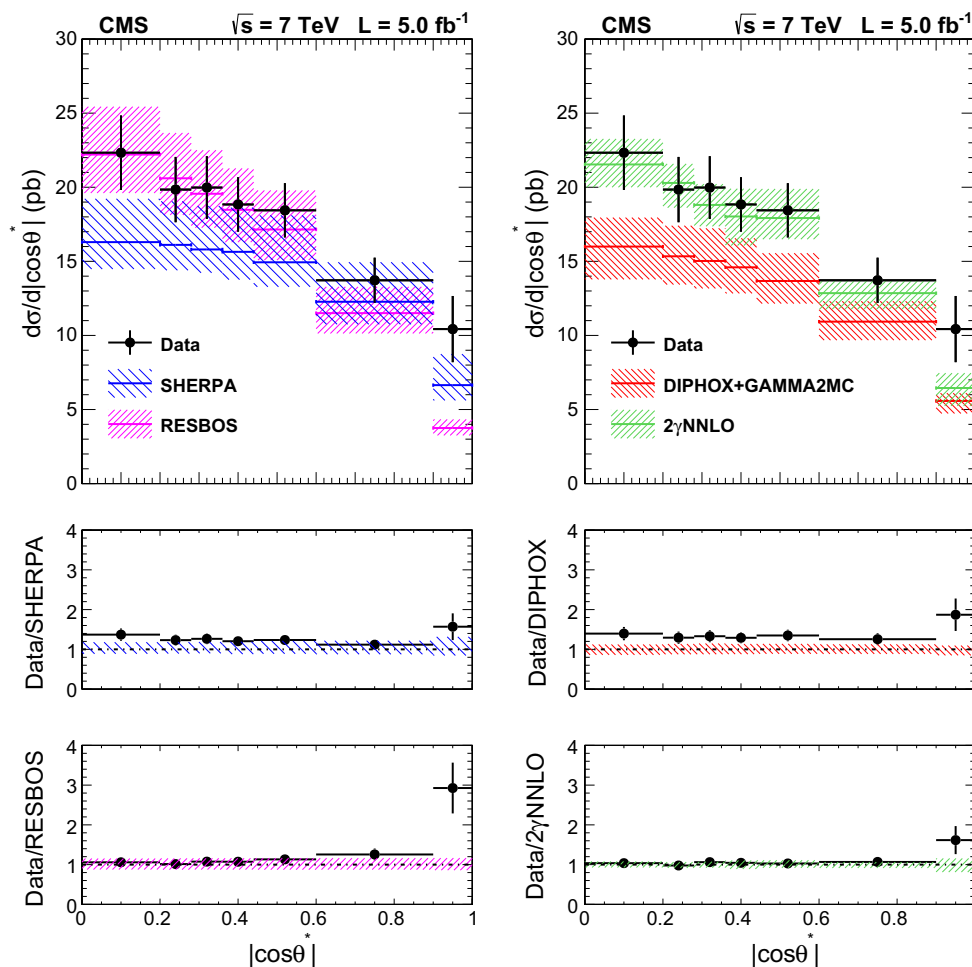 CMS √s = 7 TeV L = 5.0 fb⁻¹
dσ/d|cosθ*| (pb)
30
25
20
15
10
5
0
Data
SHERPA
RESBOS
CMS √s = 7 TeV L = 5.0 fb⁻¹
dσ/d|cosθ*| (pb)
30
25
20
15
10
5
0
Data
DIPHOX+GAMMA2MC
2γNNLO
Data/SHERPA
4
3
2
1
0
Data/DIPHOX
4
3
2
1
0
Data/RESBOS
4
3
2
1
0
0 0.2 0.4 0.6 0.8 1
|cosθ*|
Data/2γNNLO
4
3
2
1
0
0 0.2 0.4 0.6 0.8
|cosθ*|